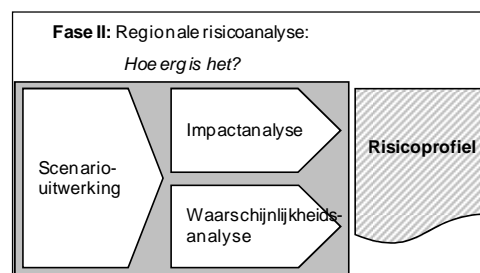 Fase II: Regionale risicoanalyse:
Hoe erg is het?
Scenario-
uitwerking
Impactanalyse
Waarschijnlijkheids-
analyse
Risicoprofiel